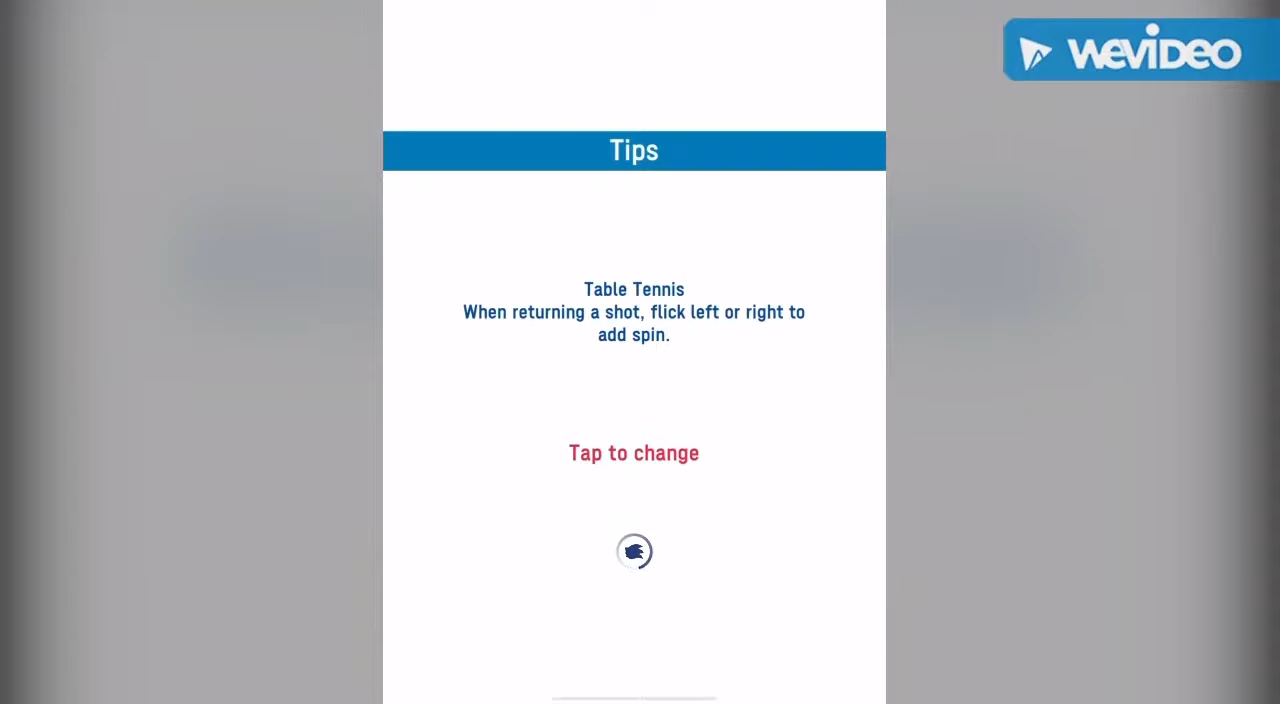 WEVIDEO
Tips
Table Tennis
When returning a shot, flick left or right to
add spin.
Tap to change